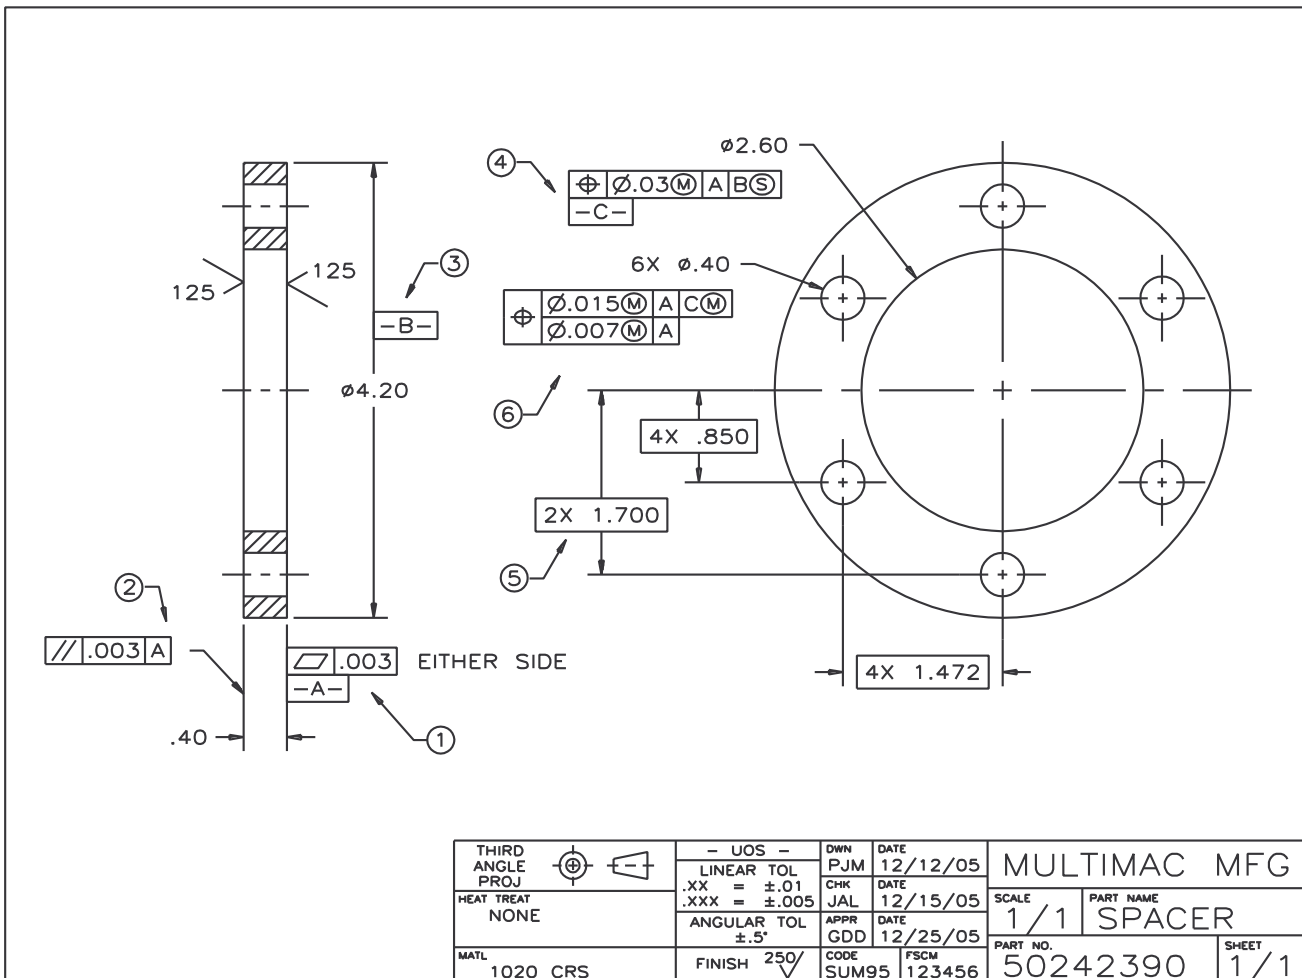 ⌀2.60
④
⌖ ⌀.03Ⓜ A BⓈ
-C-
③
125
125
6X ⌀.40
⌖ ⌀.015Ⓜ A CⓂ
⌀.007Ⓜ A
-B-
⌀4.20
⑥
4X .850
2X 1.700
⑤
②
// .003 A
⏥ .003 EITHER SIDE
-A-
4X 1.472
.40
①
THIRD
ANGLE
PROJ
HEAT TREAT
NONE
MATL
1020 CRS
- UOS -
LINEAR TOL
.XX = ±.01
.XXX = ±.005
ANGULAR TOL
±.5°
FINISH 250
DWN DATE
PJM 12/12/05
CHK DATE
JAL 12/15/05
APPR DATE
GDD 12/25/05
CODE FSCM
SUM95 123456
MULTIMAC MFG
SCALE PART NAME
1/1 SPACER
PART NO. SHEET
50242390 1/1